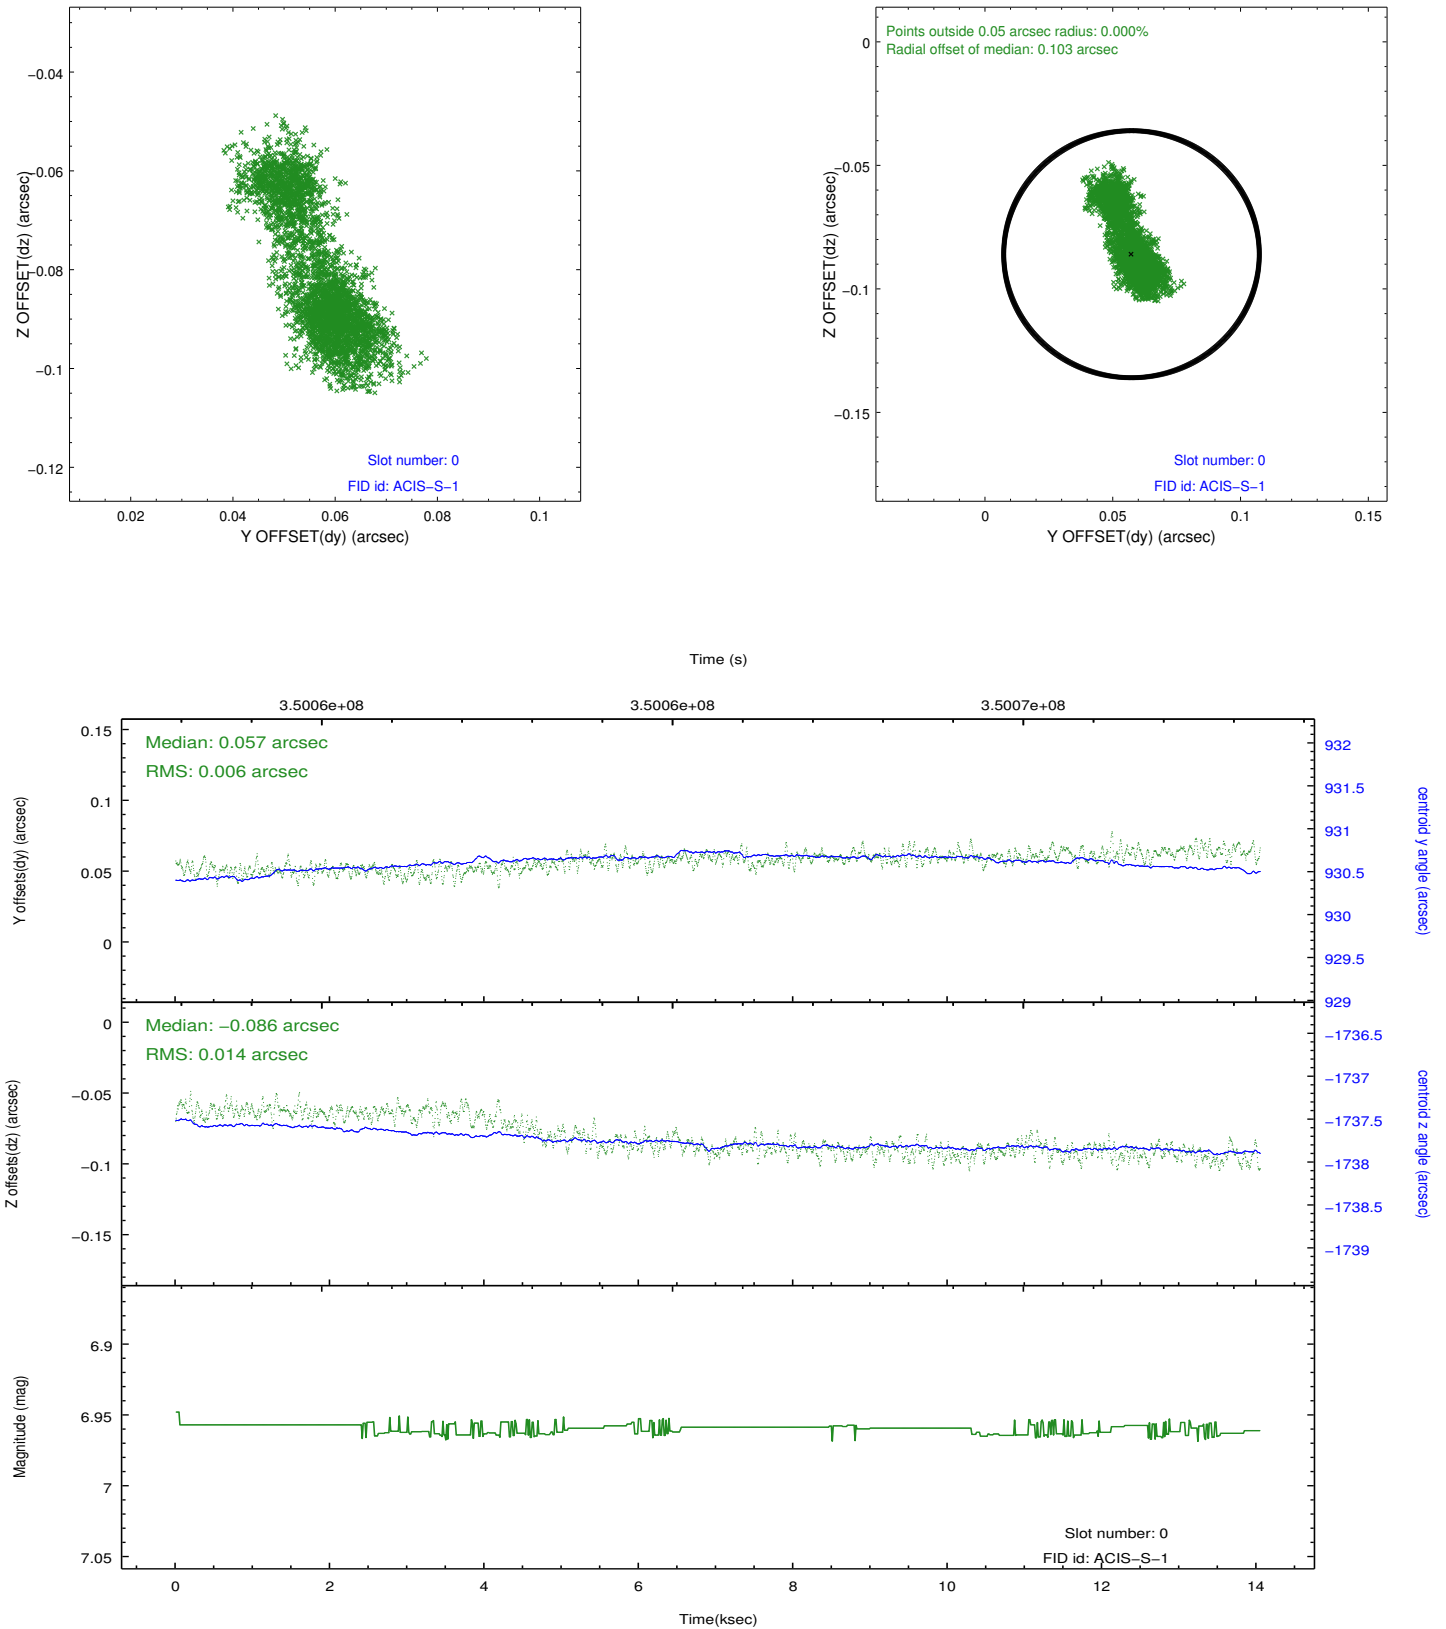 −0.04
−0.06
−0.08
−0.1
−0.12
Z OFFSET(dz) (arcsec)
Slot number: 0
FID id: ACIS−S−1
0.02 0.04 0.06 0.08 0.1
Y OFFSET(dy) (arcsec)
Points outside 0.05 arcsec radius: 0.000%
Radial offset of median: 0.103 arcsec
0
−0.05
−0.1
−0.15
Z OFFSET(dz) (arcsec)
Slot number: 0
FID id: ACIS−S−1
0 0.05 0.1 0.15
Y OFFSET(dy) (arcsec)
Time (s)
3.5006e+08 3.5006e+08 3.5007e+08
Median: 0.057 arcsec
RMS: 0.006 arcsec
0.15
0.1
0.05
0
Y offsets(dy) (arcsec)
932
931.5
931
930.5
930
929.5
929
centroid y angle (arcsec)
Median: −0.086 arcsec
RMS: 0.014 arcsec
0
−0.05
−0.1
−0.15
Z offsets(dz) (arcsec)
−1736.5
−1737
−1737.5
−1738
−1738.5
−1739
centroid z angle (arcsec)
6.9
6.95
7
7.05
Magnitude (mag)
Slot number: 0
FID id: ACIS−S−1
0 2 4 6 8 10 12 14
Time(ksec)